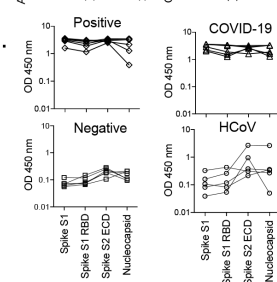 Positive
COVID-19
OD 450 nm
10
1
0.1
0.01
OD 450 nm
10
1
0.1
0.01
Negative
HCoV
OD 450 nm
10
1
0.1
0.01
OD 450 nm
10
1
0.1
0.01
Spike S1
Spike S1 RBD
Spike S2 ECD
Nucleocapsid
Spike S1
Spike S1 RBD
Spike S2 ECD
Nucleocapsid